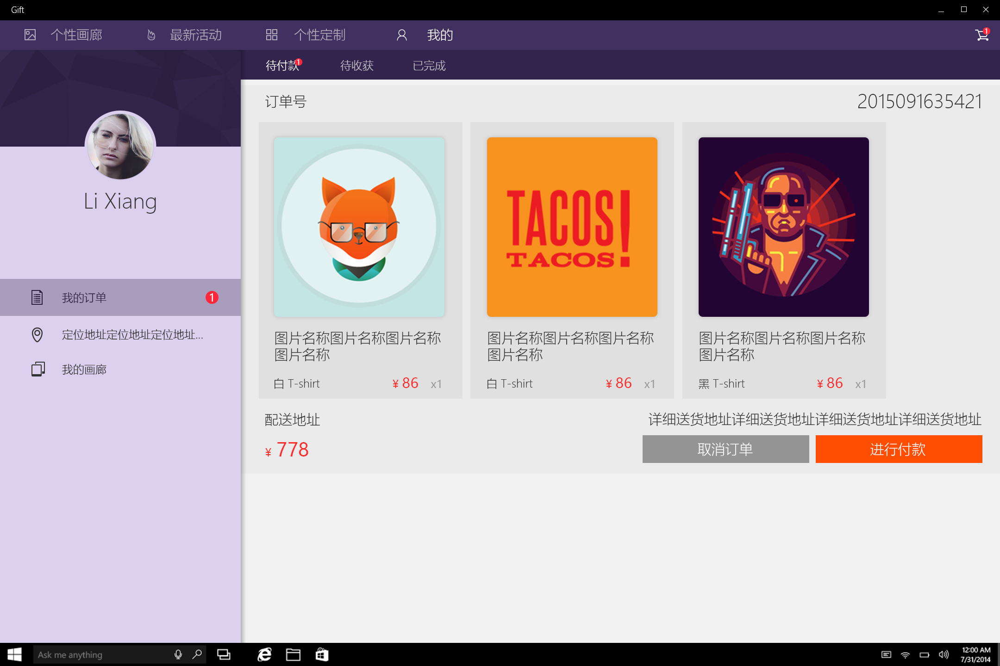 Gift
个性画廊
最新活动
个性定制
我的
1
待付款
1
待收获
已完成
Li Xiang
我的订单
1
定位地址定位地址定位地址...
我的画廊
订单号
2015091635421
TACOS!
TACOS
图片名称图片名称图片名称
图片名称
白 T-shirt
¥ 86
x1
图片名称图片名称图片名称
图片名称
白 T-shirt
¥ 86
x1
图片名称图片名称图片名称
图片名称
黑 T-shirt
¥ 86
x1
配送地址
详细送货地址详细送货地址详细送货地址详细送货地址
¥ 778
取消订单
进行付款
Ask me anything
12:00 AM
7/31/2014